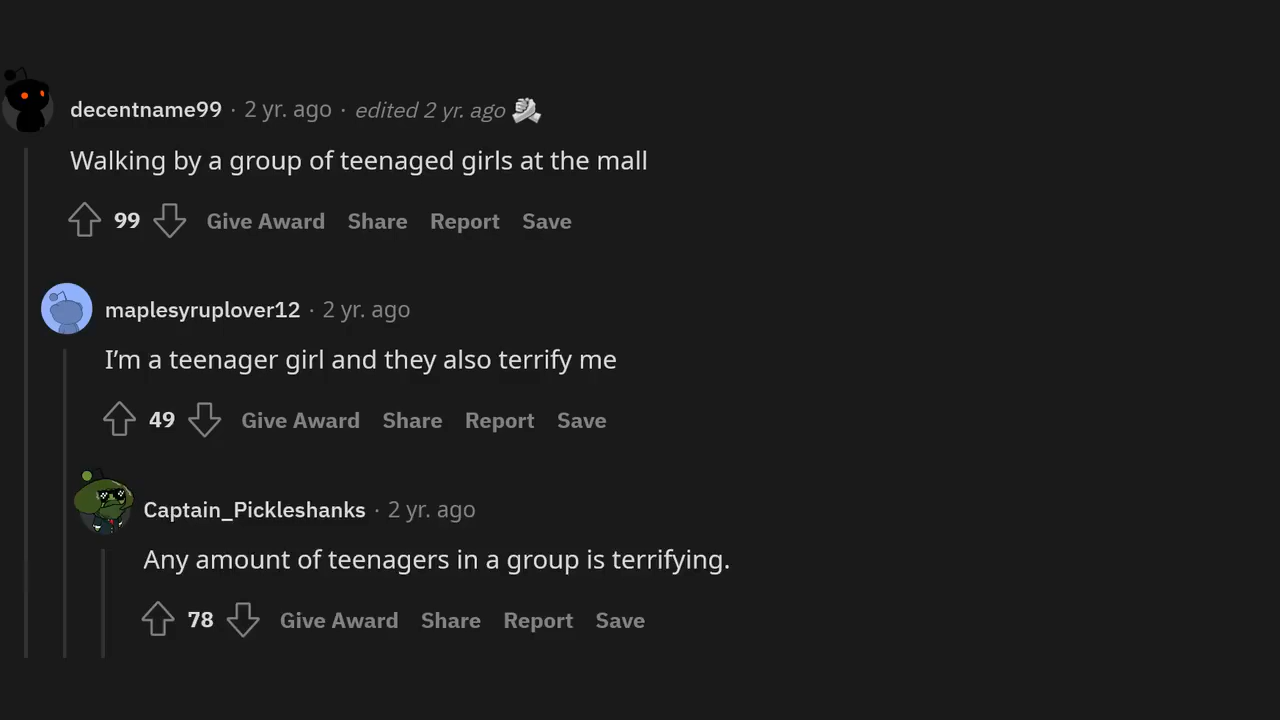 decentname99 · 2 yr. ago · edited 2 yr. ago
Walking by a group of teenaged girls at the mall
99 Give Award Share Report Save
maplesyruplover12 · 2 yr. ago
I’m a teenager girl and they also terrify me
49 Give Award Share Report Save
Captain_Pickleshanks · 2 yr. ago
Any amount of teenagers in a group is terrifying.
78 Give Award Share Report Save